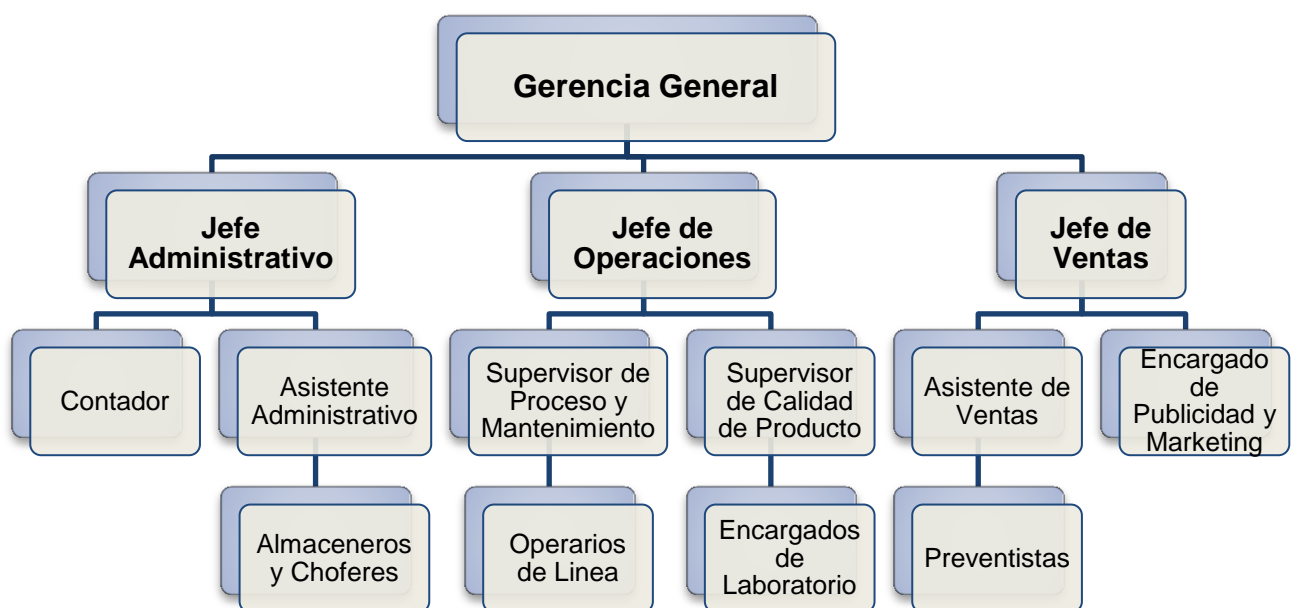 Gerencia General
Jefe
Administrativo
Jefe de
Operaciones
Jefe de
Ventas
Contador
Asistente
Administrativo
Supervisor de
Proceso y
Mantenimiento
Supervisor
de Calidad
de Producto
Asistente de
Ventas
Encargado
de
Publicidad y
Marketing
Almaceneros
y Choferes
Operarios
de Linea
Encargados
de
Laboratorio
Preventistas